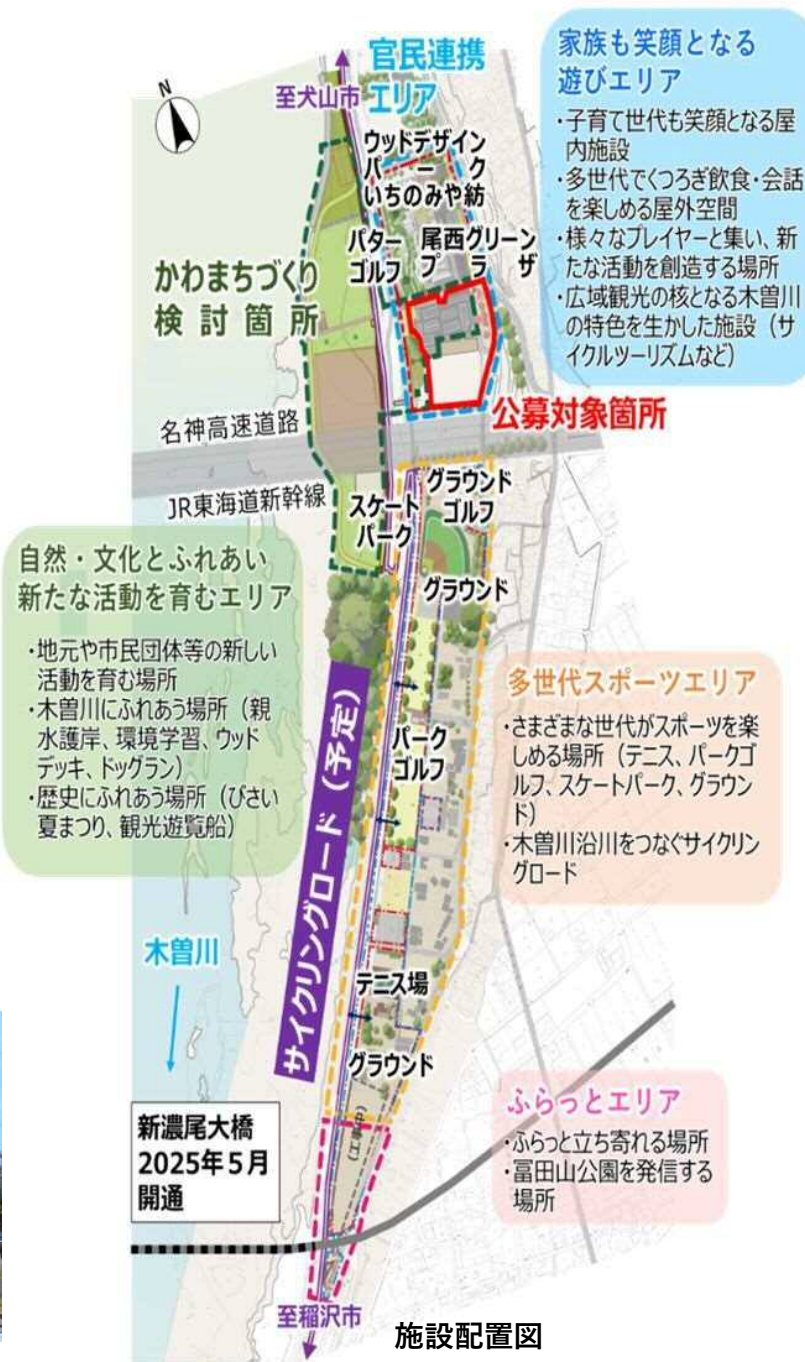 官民連携
エリア
至犬山市
N
ウッドデザイン
パーク
いちのみや紡
パター
ゴルフ
尾西グリーン
プラザ
家族も笑顔となる
遊びエリア
・子育て世代も笑顔となる屋
内施設
・多世代でくつろぎ飲食・会話
を楽しめる屋外空間
・様々なプレイヤーと集い、新
たな活動を創造する場所
・広域観光の核となる木曽川
の特色を生かした施設（サ
イクルツーリズムなど）
かわまちづくり
検討箇所
公募対象箇所
名神高速道路
JR東海道新幹線
スケート
パーク
グラウンド
ゴルフ
グラウンド
自然・文化とふれあい
新たな活動を育むエリア
・地元や市民団体等の新しい
活動を育む場所
・木曽川にふれあう場所（親
水護岸、環境学習、ウッド
デッキ、ドッグラン）
・歴史にふれあう場所（びさい
夏まつり、観光遊覧船）
サイクリングロード（予定）
パーク
ゴルフ
多世代スポーツエリア
・さまざまな世代がスポーツを楽
しめる場所（テニス、パークゴ
ルフ、スケートパーク、グラウン
ド）
・木曽川沿川をつなぐサイクリン
グロード
木曽川
テニス場
グラウンド
（工事中）
新濃尾大橋
2025年5月
開通
ふらっとエリア
・ふらっと立ち寄れる場所
・冨田山公園を発信する
場所
至稲沢市
施設配置図